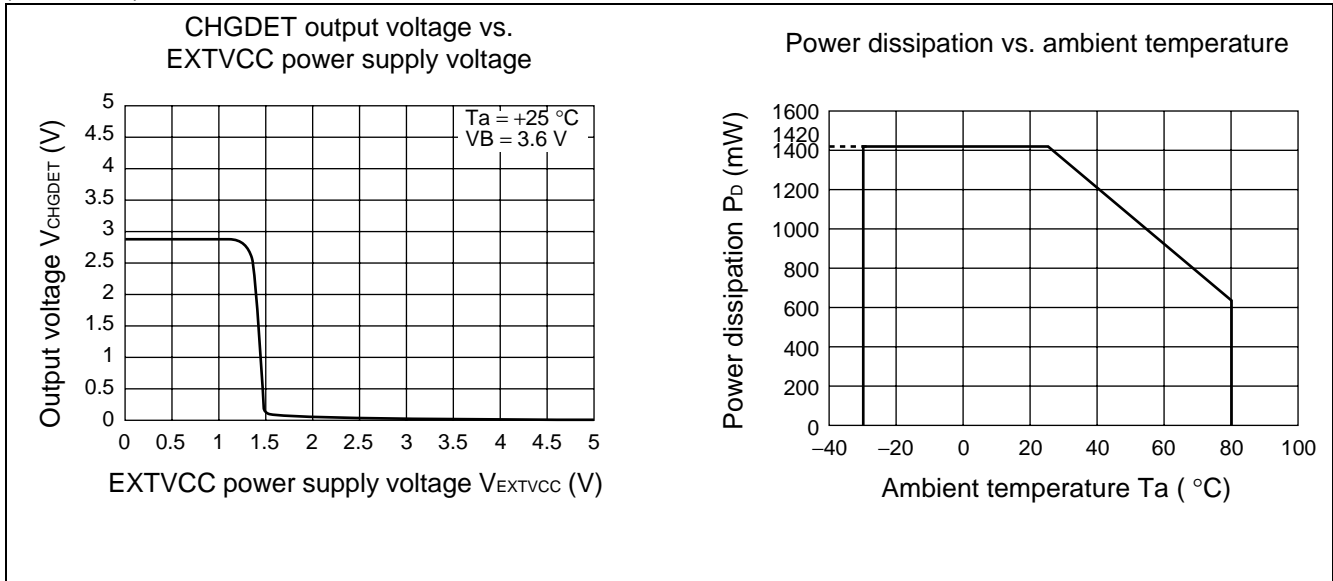 CHGDET output voltage vs.
EXTVCC power supply voltage
Output voltage VCHGDET (V)
5
4.5
4
3.5
3
2.5
2
1.5
1
0.5
0
Ta = +25 °C
VB = 3.6 V
0 0.5 1 1.5 2 2.5 3 3.5 4 4.5 5
EXTVCC power supply voltage VEXTVCC (V)
Power dissipation vs. ambient temperature
Power dissipation PD (mW)
1600
1420
1400
1200
1000
800
600
400
200
0
−40 −20 0 20 40 60 80 100
Ambient temperature Ta ( °C)